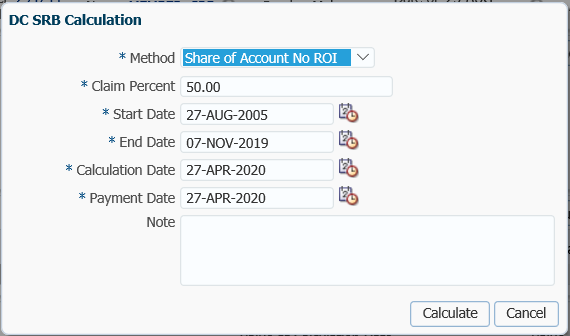 DC SRB Calculation
* Method Share of Account No ROI
* Claim Percent 50.00
* Start Date 27-AUG-2005
* End Date 07-NOV-2019
* Calculation Date 27-APR-2020
* Payment Date 27-APR-2020
Note
Calculate Cancel